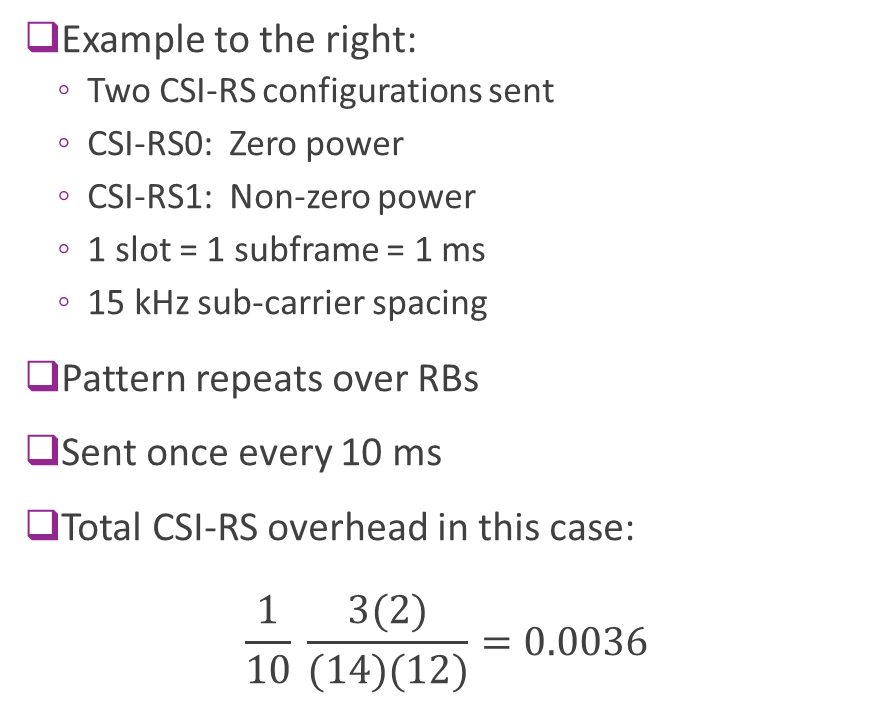 ❑Example to the right:
◦ Two CSI-RS configurations sent
◦ CSI-RS0: Zero power
◦ CSI-RS1: Non-zero power
◦ 1 slot = 1 subframe = 1 ms
◦ 15 kHz sub-carrier spacing
❑Pattern repeats over RBs
❑Sent once every 10 ms
❑Total CSI-RS overhead in this case:
1 3(2)
10 (14)(12) = 0.0036